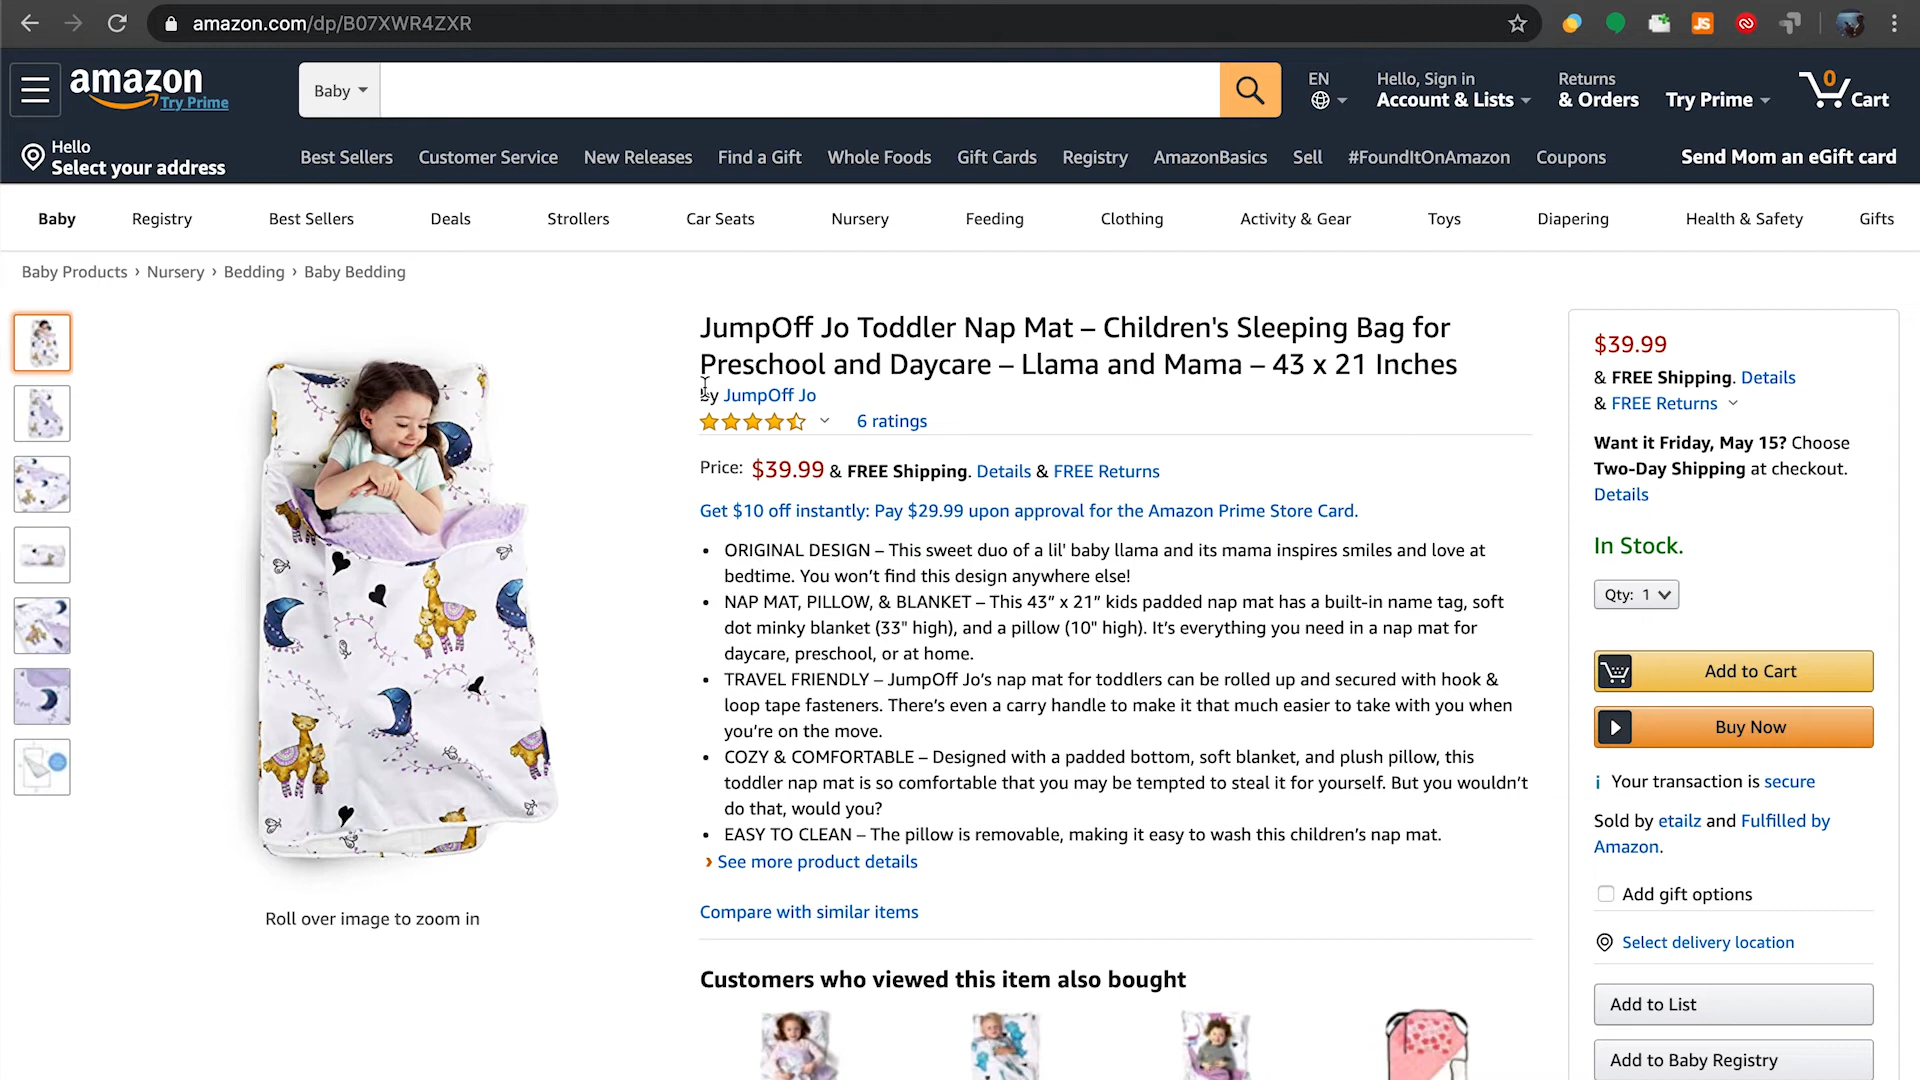 amazon.com/dp/B07XWR4ZXR
JS
amazon
Try Prime
Baby
EN
Hello, Sign in
Account & Lists
Returns
& Orders
Try Prime
0
Cart
Hello
Select your address
Best Sellers
Customer Service
New Releases
Find a Gift
Whole Foods
Gift Cards
Registry
AmazonBasics
Sell
#FoundItOnAmazon
Coupons
Send Mom an eGift card
Baby
Registry
Best Sellers
Deals
Strollers
Car Seats
Nursery
Feeding
Clothing
Activity & Gear
Toys
Diapering
Health & Safety
Gifts
Baby Products › Nursery › Bedding › Baby Bedding
JumpOff Jo Toddler Nap Mat – Children's Sleeping Bag for
Preschool and Daycare – Llama and Mama – 43 x 21 Inches
by JumpOff Jo
6 ratings
Price: $39.99 & FREE Shipping. Details & FREE Returns
Get $10 off instantly: Pay $29.99 upon approval for the Amazon Prime Store Card.
• ORIGINAL DESIGN – This sweet duo of a lil' baby llama and its mama inspires smiles and love at
bedtime. You won’t find this design anywhere else!
• NAP MAT, PILLOW, & BLANKET – This 43” x 21” kids padded nap mat has a built-in name tag, soft
dot minky blanket (33" high), and a pillow (10" high). It’s everything you need in a nap mat for
daycare, preschool, or at home.
• TRAVEL FRIENDLY – JumpOff Jo’s nap mat for toddlers can be rolled up and secured with hook &
loop tape fasteners. There’s even a carry handle to make it that much easier to take with you when
you’re on the move.
• COZY & COMFORTABLE – Designed with a padded bottom, soft blanket, and plush pillow, this
toddler nap mat is so comfortable that you may be tempted to steal it for yourself. But you wouldn’t
do that, would you?
• EASY TO CLEAN – The pillow is removable, making it easy to wash this children’s nap mat.
› See more product details
Compare with similar items
Roll over image to zoom in
Customers who viewed this item also bought
$39.99
& FREE Shipping. Details
& FREE Returns
Want it Friday, May 15? Choose
Two-Day Shipping at checkout.
Details
In Stock.
Qty: 1
Add to Cart
Buy Now
Your transaction is secure
Sold by etailz and Fulfilled by
Amazon.
Add gift options
Select delivery location
Add to List
Add to Baby Registry